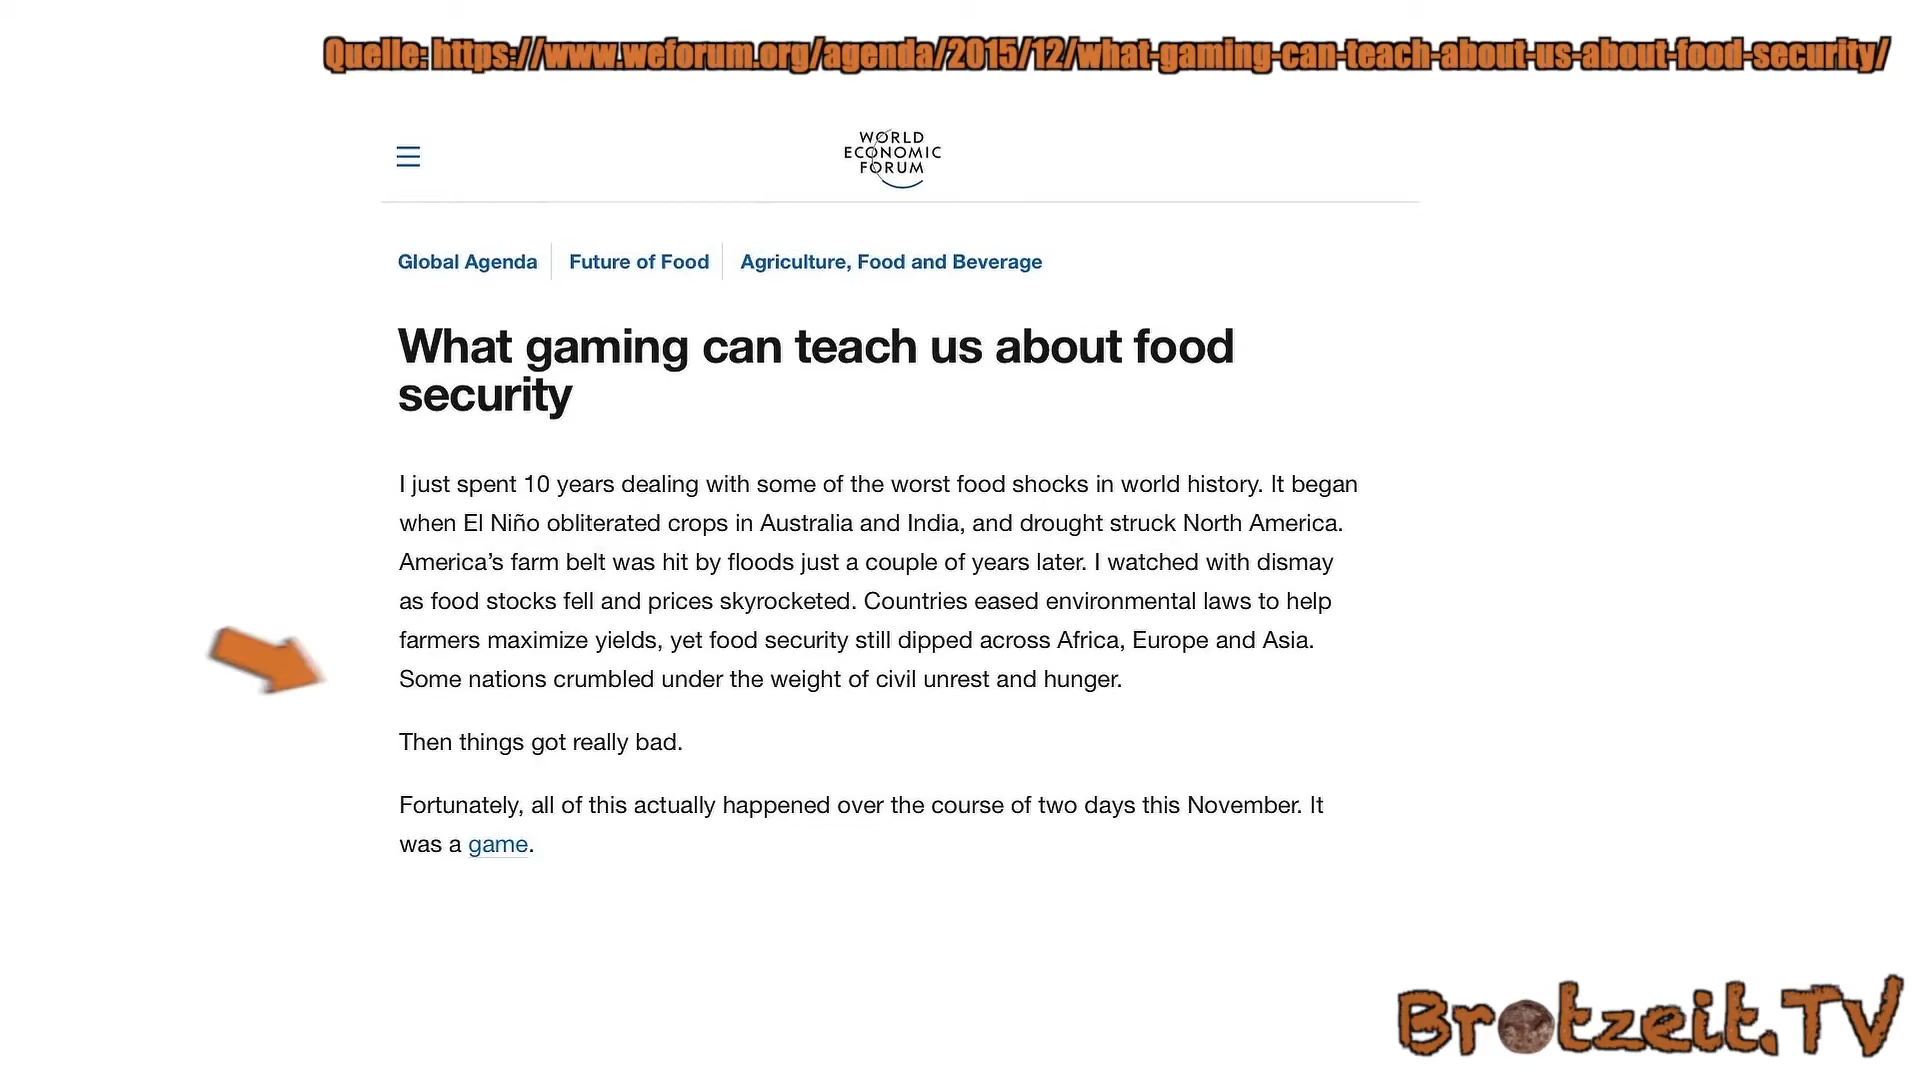 Quelle: https://www.weforum.org/agenda/2015/12/what-gaming-can-teach-about-us-about-food-security/
WORLD
ECONOMIC
FORUM
Global Agenda
Future of Food
Agriculture, Food and Beverage
What gaming can teach us about food
security
I just spent 10 years dealing with some of the worst food shocks in world history. It began
when El Niño obliterated crops in Australia and India, and drought struck North America.
America’s farm belt was hit by floods just a couple of years later. I watched with dismay
as food stocks fell and prices skyrocketed. Countries eased environmental laws to help
farmers maximize yields, yet food security still dipped across Africa, Europe and Asia.
Some nations crumbled under the weight of civil unrest and hunger.
Then things got really bad.
Fortunately, all of this actually happened over the course of two days this November. It
was a game.
Brotzeit.TV